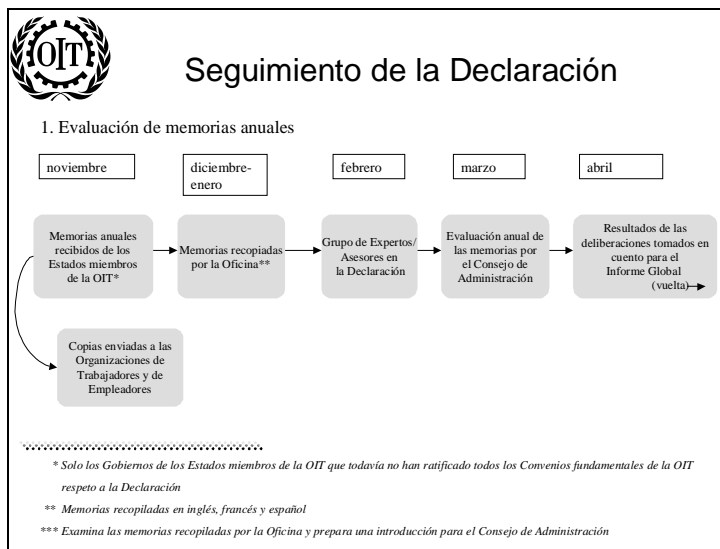 OIT
Seguimiento de la Declaración
1. Evaluación de memorias anuales
noviembre
diciembre-
enero
febrero
marzo
abril
Memorias anuales
recibidos de los
Estados miembros
de la OIT*
Memorias recopiadas
por la Oficina**
Grupo de Expertos/
Asesores en
la Declaración
Evaluación anual de
las memorias por
el Consejo de
Administración
Resultados de las
deliberaciones tomados en
cuento para el
Informe Global
(vuelta)
Copias enviadas a las
Organizaciones de
Trabajadores y de
Empleadores
* Solo los Gobiernos de los Estados miembros de la OIT que todavía no han ratificado todos los Convenios fundamentales de la OIT
respeto a la Declaración
** Memorias recopiladas en inglés, francés y español
*** Examina las memorias recopiladas por la Oficina y prepara una introducción para el Consejo de Administración